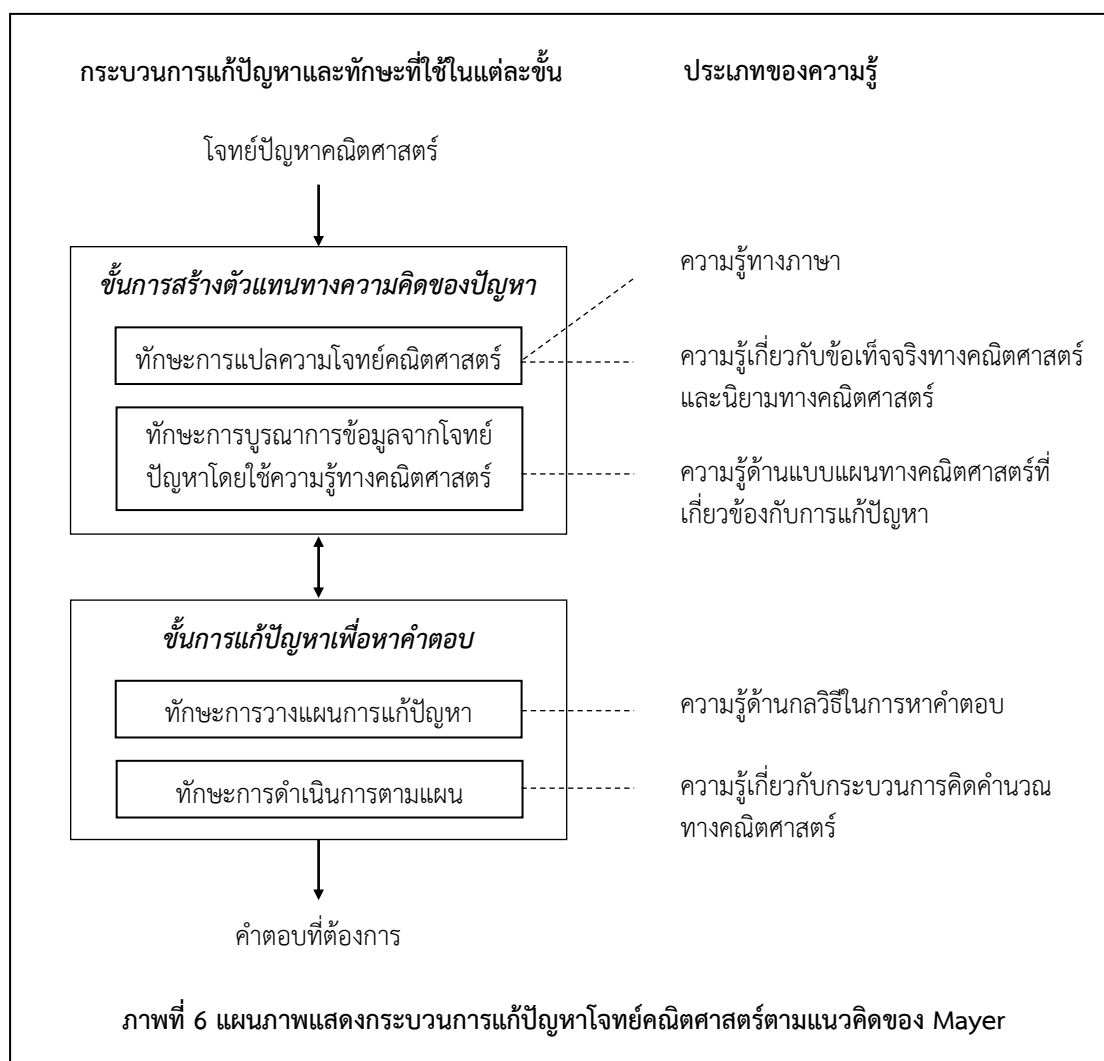 กระบวนการแก้ปัญหาและทักษะที่ใช้ในแต่ละขั้น
ประเภทของความรู้
โจทย์ปัญหาคณิตศาสตร์
ขั้นการสร้างตัวแทนทางความคิดของปัญหา
ทักษะการแปลความโจทย์คณิตศาสตร์
ทักษะการบูรณาการข้อมูลจากโจทย์
ปัญหาโดยใช้ความรู้ทางคณิตศาสตร์
ความรู้ทางภาษา
ความรู้เกี่ยวกับข้อเท็จจริงทางคณิตศาสตร์
และนิยามทางคณิตศาสตร์
ความรู้ด้านแบบแผนทางคณิตศาสตร์ที่
เกี่ยวข้องกับการแก้ปัญหา
ขั้นการแก้ปัญหาเพื่อหาคำตอบ
ทักษะการวางแผนการแก้ปัญหา
ทักษะการดำเนินการตามแผน
ความรู้ด้านกลวิธีในการหาคำตอบ
ความรู้เกี่ยวกับกระบวนการคิดคำนวณ
ทางคณิตศาสตร์
คำตอบที่ต้องการ
ภาพที่ 6 แผนภาพแสดงกระบวนการแก้ปัญหาโจทย์คณิตศาสตร์ตามแนวคิดของ Mayer